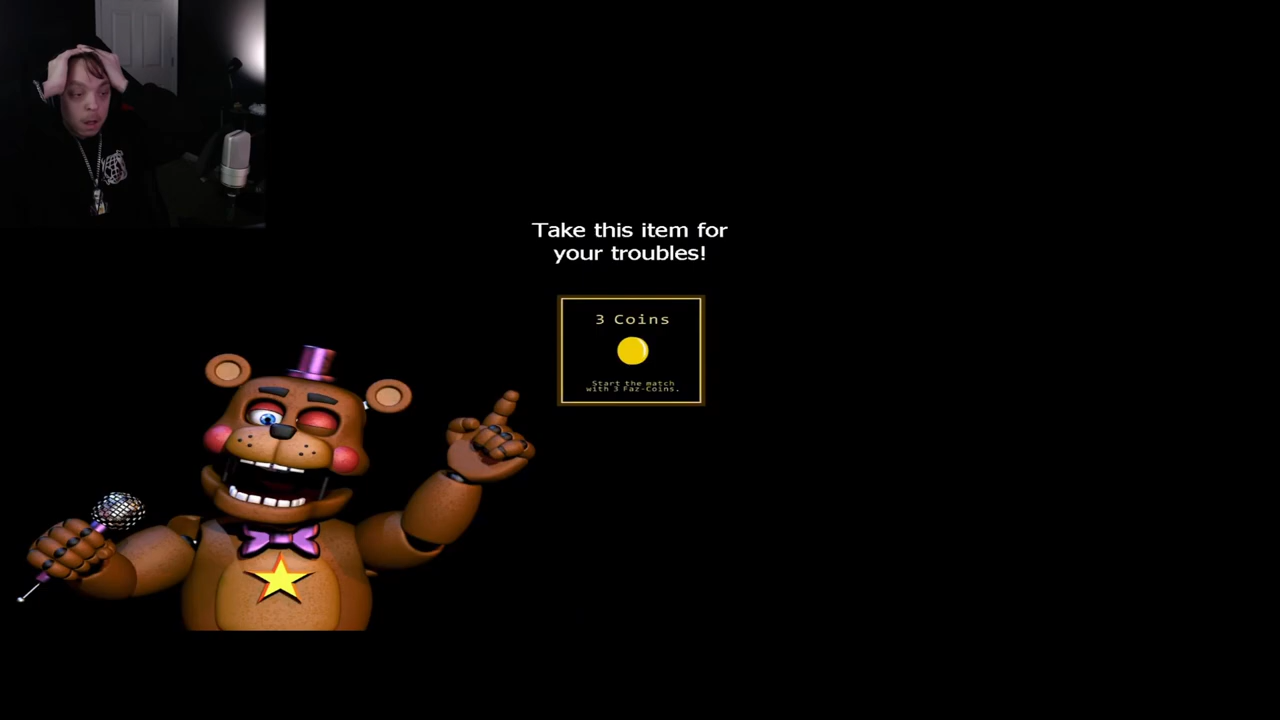 Take this item for
your troubles!
3 Coins
Start the match
with 3 Faz-Coins.